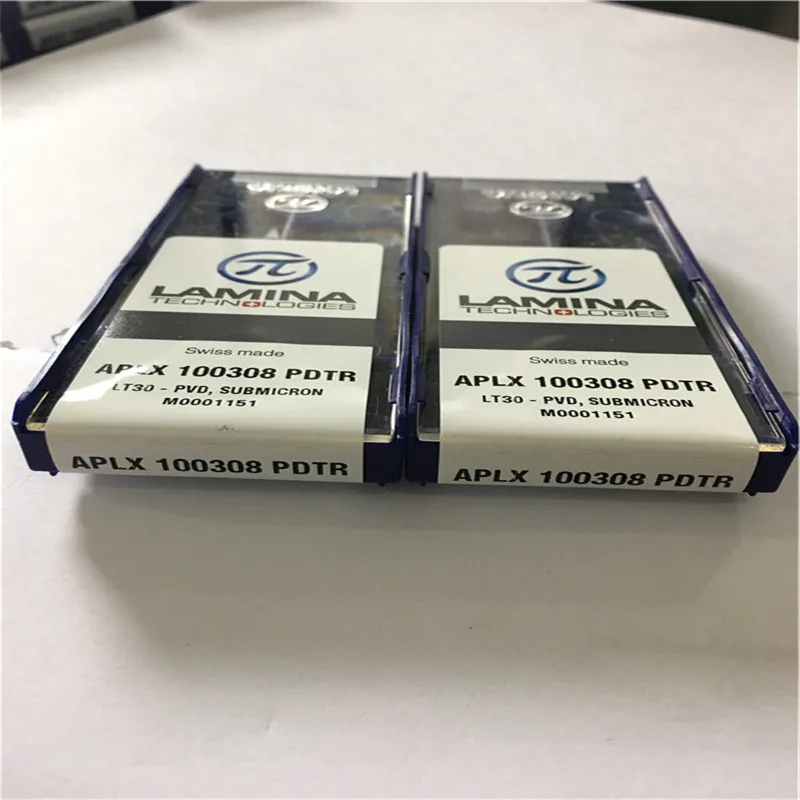 π
LAMINA
TECHNOLOGIES
Swiss made
APLX 100308 PDTR
LT30 - PVD, SUBMICRON
M0001151
APLX 100308 PDTR
π
LAMINA
TECHNOLOGIES
Swiss made
APLX 100308 PDTR
LT30 - PVD, SUBMICRON
M0001151
APLX 100308 PDTR